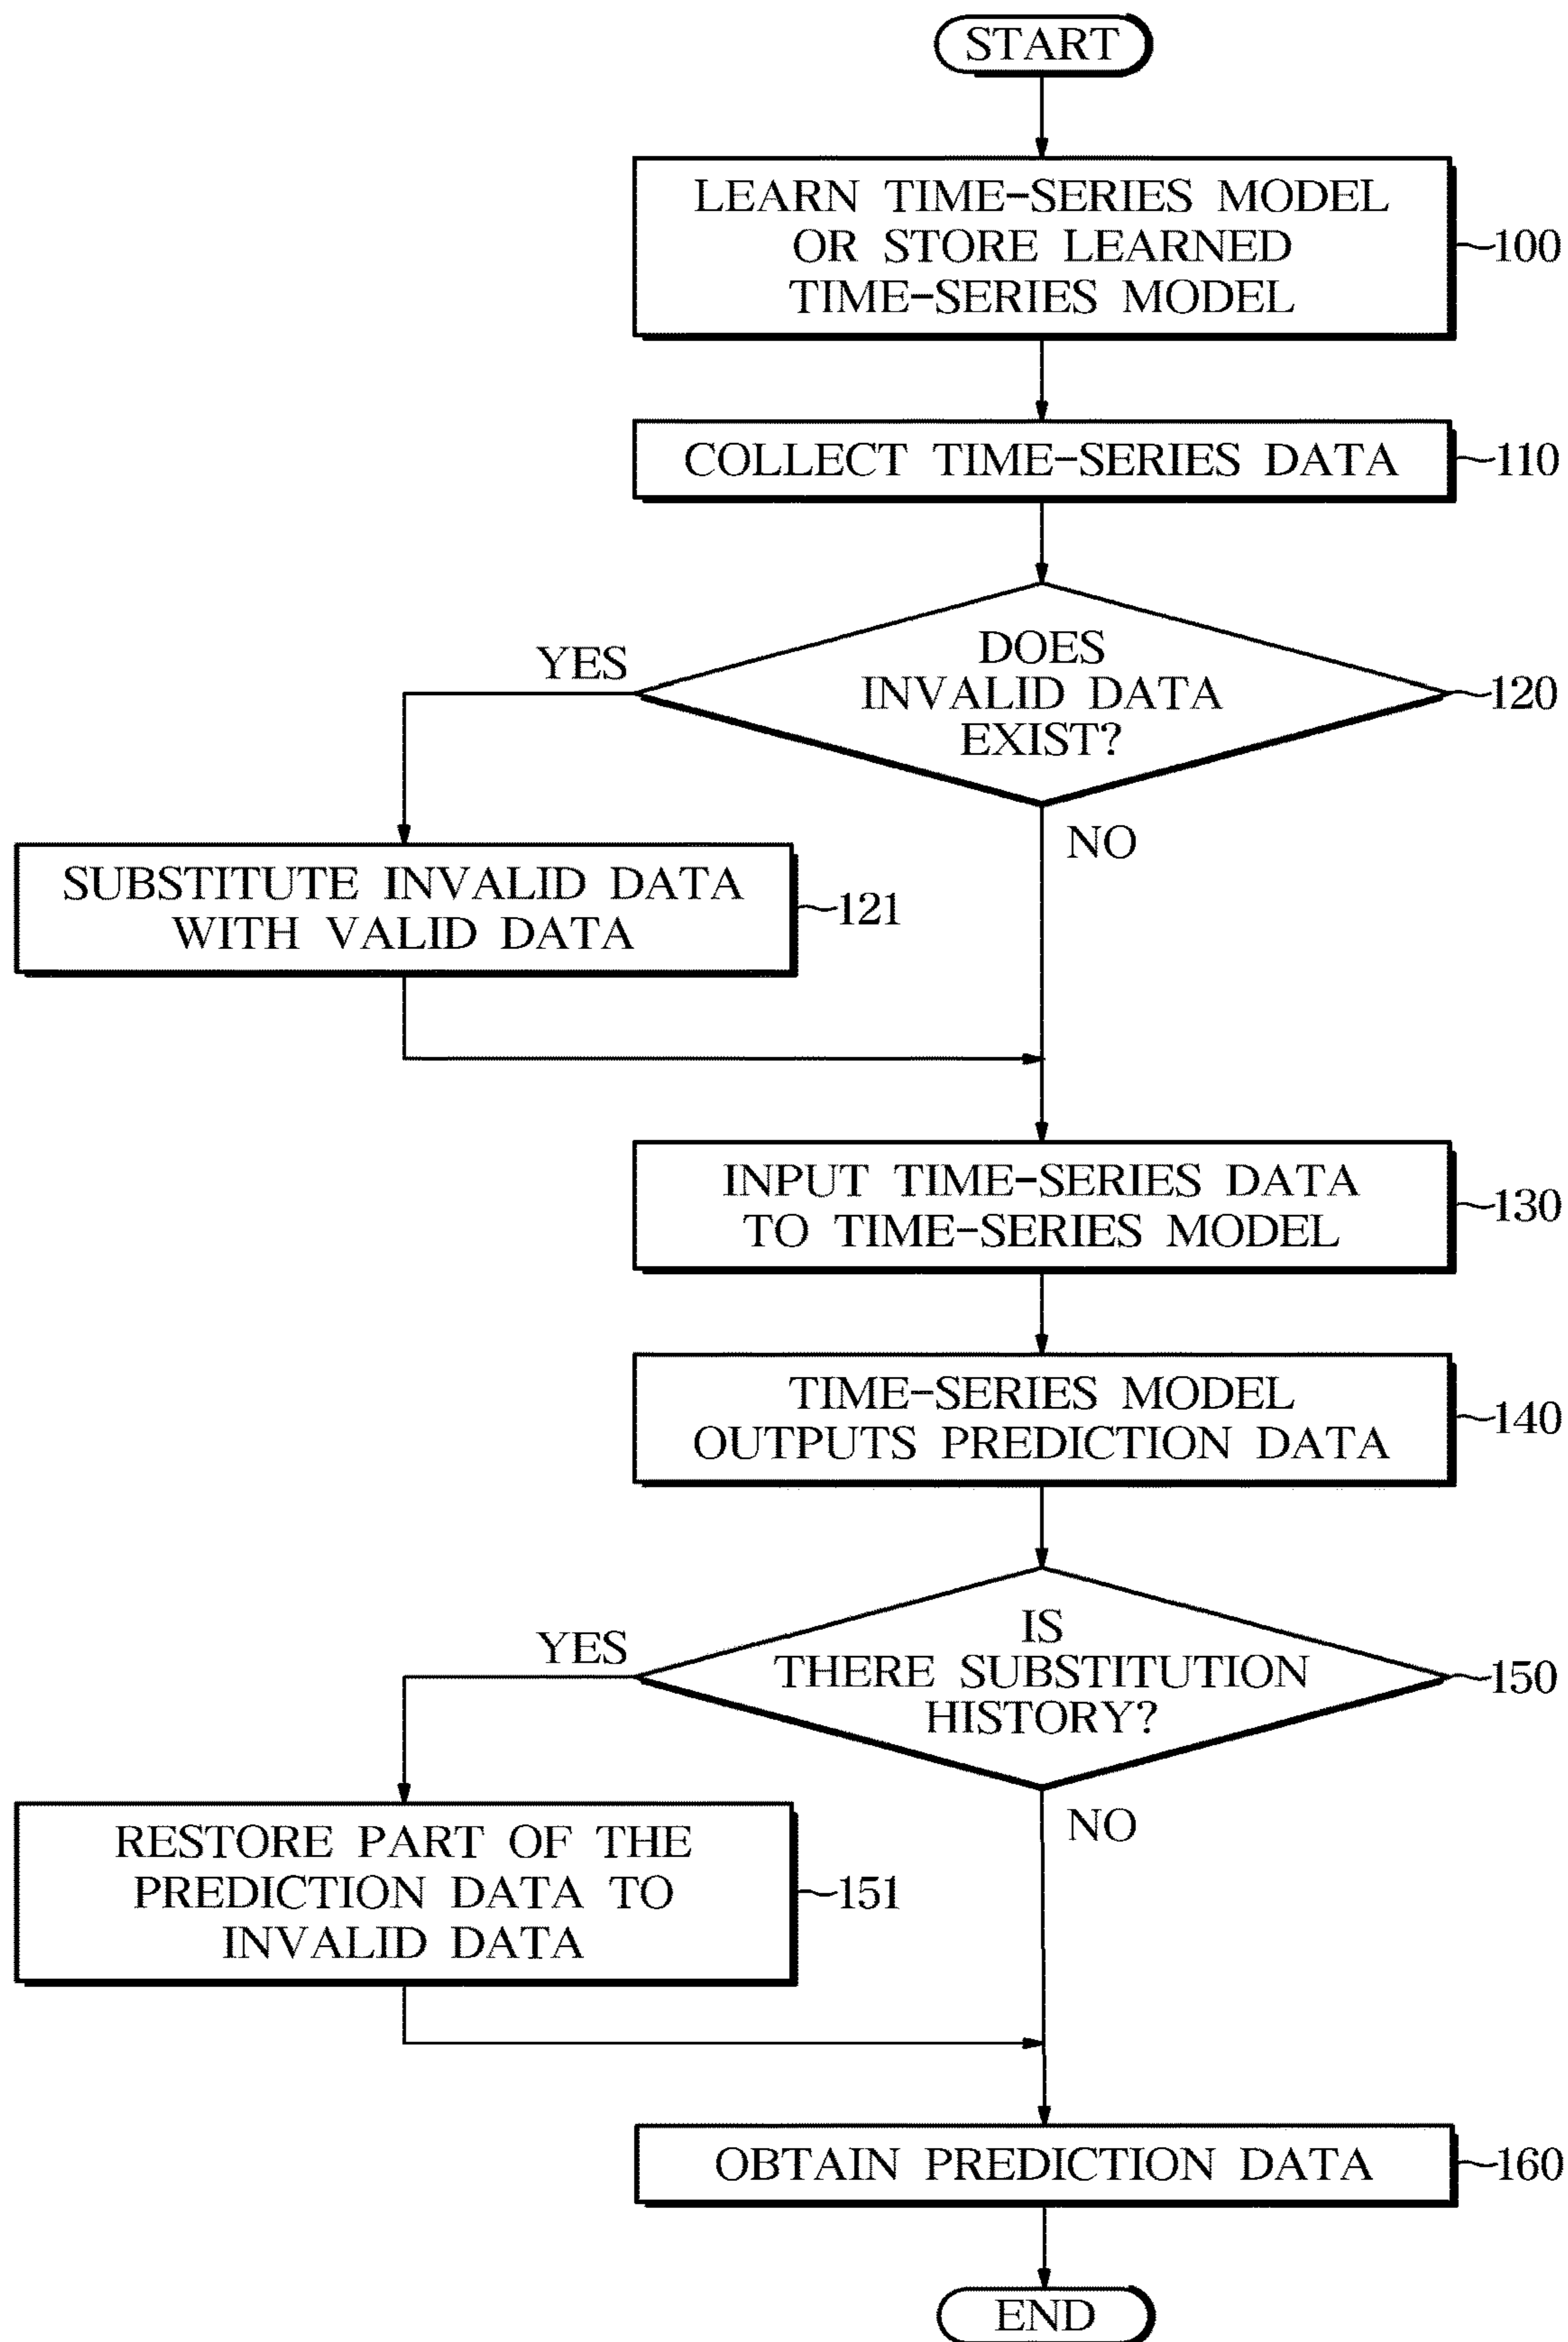 START
LEARN TIME-SERIES MODEL
OR STORE LEARNED
TIME-SERIES MODEL
100
COLLECT TIME-SERIES DATA
110
DOES
INVALID DATA
EXIST?
120
YES
NO
SUBSTITUTE INVALID DATA
WITH VALID DATA
121
INPUT TIME-SERIES DATA
TO TIME-SERIES MODEL
130
TIME-SERIES MODEL
OUTPUTS PREDICTION DATA
140
IS
THERE SUBSTITUTION
HISTORY?
150
YES
NO
RESTORE PART OF THE
PREDICTION DATA TO
INVALID DATA
151
OBTAIN PREDICTION DATA
160
END